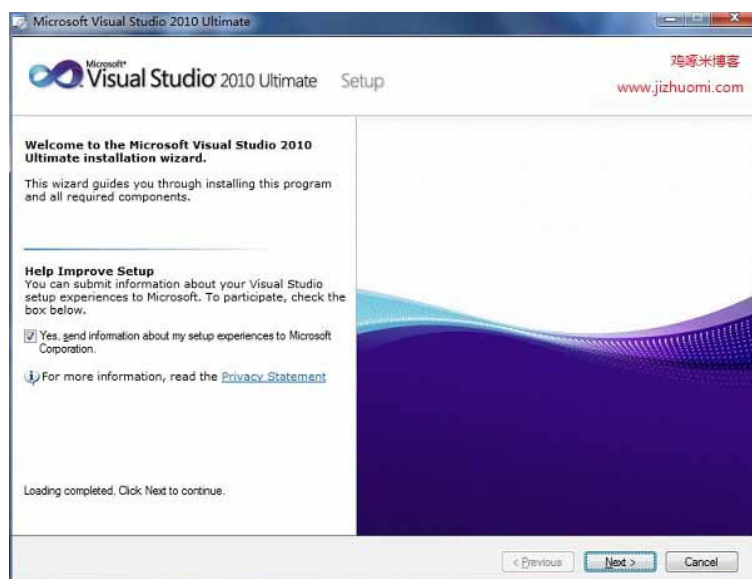 Microsoft Visual Studio 2010 Ultimate
Microsoft®
Visual Studio® 2010 Ultimate Setup
鸡啄米博客
www.jizhuomi.com
Welcome to the Microsoft Visual Studio 2010
Ultimate installation wizard.
This wizard guides you through installing this program
and all required components.
Help Improve Setup
You can submit information about your Visual Studio
setup experiences to Microsoft. To participate, check the
box below.
Yes, send information about my setup experiences to Microsoft
Corporation.
For more information, read the Privacy Statement
Loading completed. Click Next to continue.
< Previous
Next >
Cancel